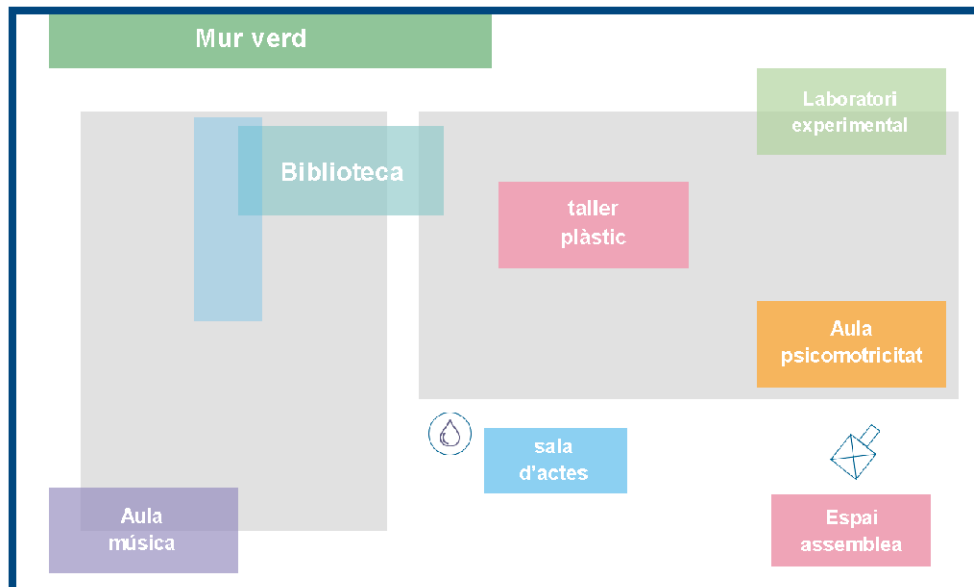 Mur verd
Laboratori
experimental
Biblioteca
taller
plàstic
Aula
psicomotricitat
sala
d'actes
Aula
música
Espai
assemblea